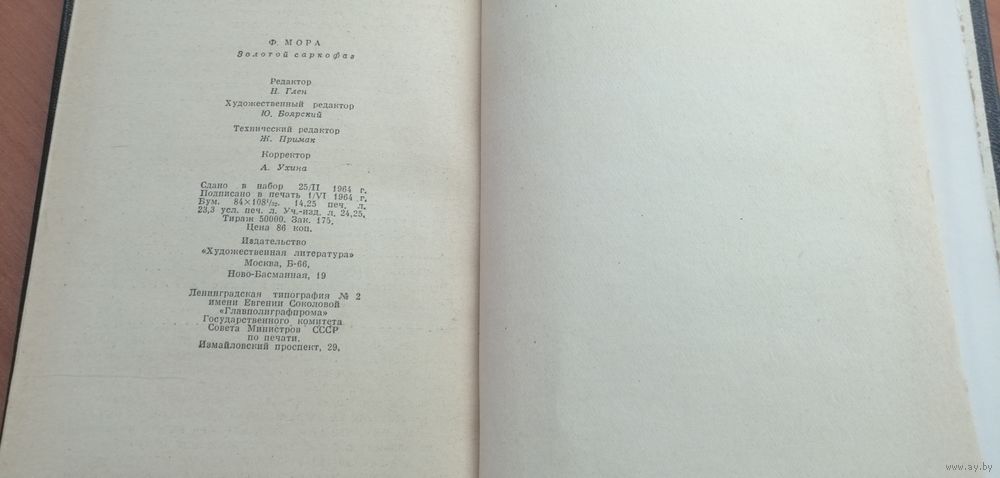 Ф. МОРА
Золотой саркофаг
Редактор
Н. Глен
Художественный редактор
Ю. Боярский
Технический редактор
Ж. Примак
Корректор
А. Ухина
Сдано в набор 25/II 1964 г.
Подписано в печать 1/VI 1964 г.
Бум. 84×108¹/₃₂. 14,25 печ. л.
23,3 усл. печ. л. Уч.-изд. л. 24,25.
Тираж 50000. Зак. 175.
Цена 86 коп.
Издательство
«Художественная литература»
Москва, Б-66,
Ново-Басманная, 19
Ленинградская типография № 2
имени Евгении Соколовой
«Главполиграфпрома»
Государственного комитета
Совета Министров СССР
по печати.
Измайловский проспект, 29.
www.ay.by